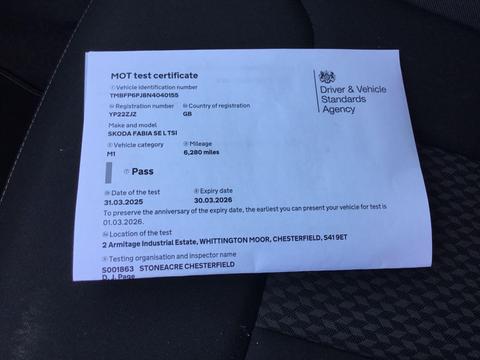 MOT test certificate
① Vehicle identification number
TMBFP6PJ8N4040155
② Registration number ③ Country of registration
YP22ZJZ GB
Make and model
SKODA FABIA SE L TSI
Vehicle category Mileage
M1 6,280 miles
Pass
Date of the test Expiry date
31.03.2025 30.03.2026
To preserve the anniversary of the expiry date, the earliest you can present your vehicle for test is
01.03.2026.
Location of the test
2 Armitage Industrial Estate, WHITTINGTON MOOR, CHESTERFIELD, S41 9ET
Testing organisation and inspector name
S001863 STONEACRE CHESTERFIELD
D. J. Page
Driver & Vehicle
Standards
Agency